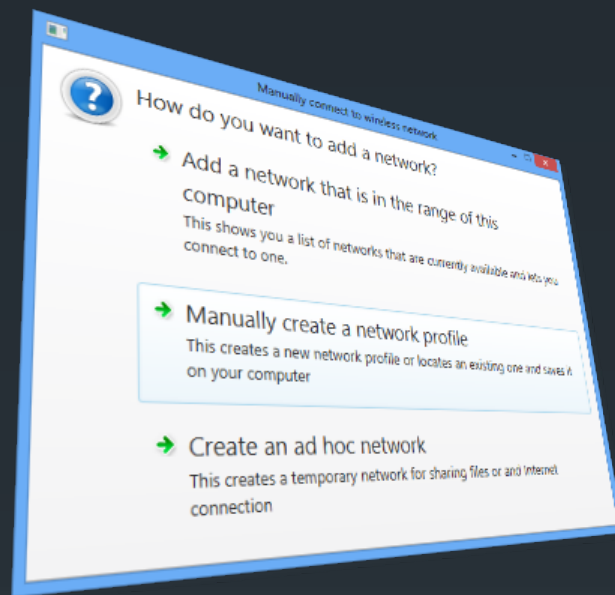 Manually connect to wireless network
How do you want to add a network?
Add a network that is in the range of this
computer
This shows you a list of networks that are currently available and lets you
connect to one.
Manually create a network profile
This creates a new network profile or locates an existing one and saves it
on your computer
Create an ad hoc network
This creates a temporary network for sharing files or and Internet
connection